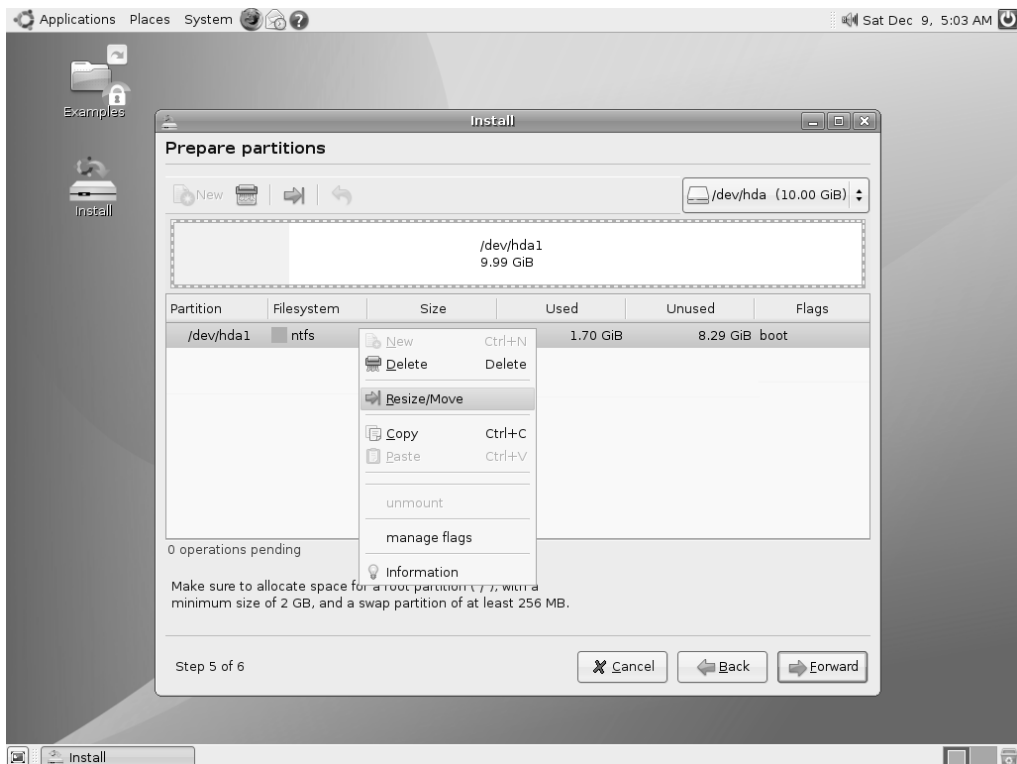 Applications Places System Sat Dec 9, 5:03 AM
Examples
Install
Install
Prepare partitions
New /dev/hda (10.00 GiB)
/dev/hda1
9.99 GiB
Partition Filesystem Size Used Unused Flags
/dev/hda1 ntfs 1.70 GiB 8.29 GiB boot
New Ctrl+N
Delete Delete
Resize/Move
Copy Ctrl+C
Paste Ctrl+V
unmount
manage flags
Information
0 operations pending
Make sure to allocate space for a root partition ("/"), with a
minimum size of 2 GB, and a swap partition of at least 256 MB.
Step 5 of 6 Cancel Back Forward
Install